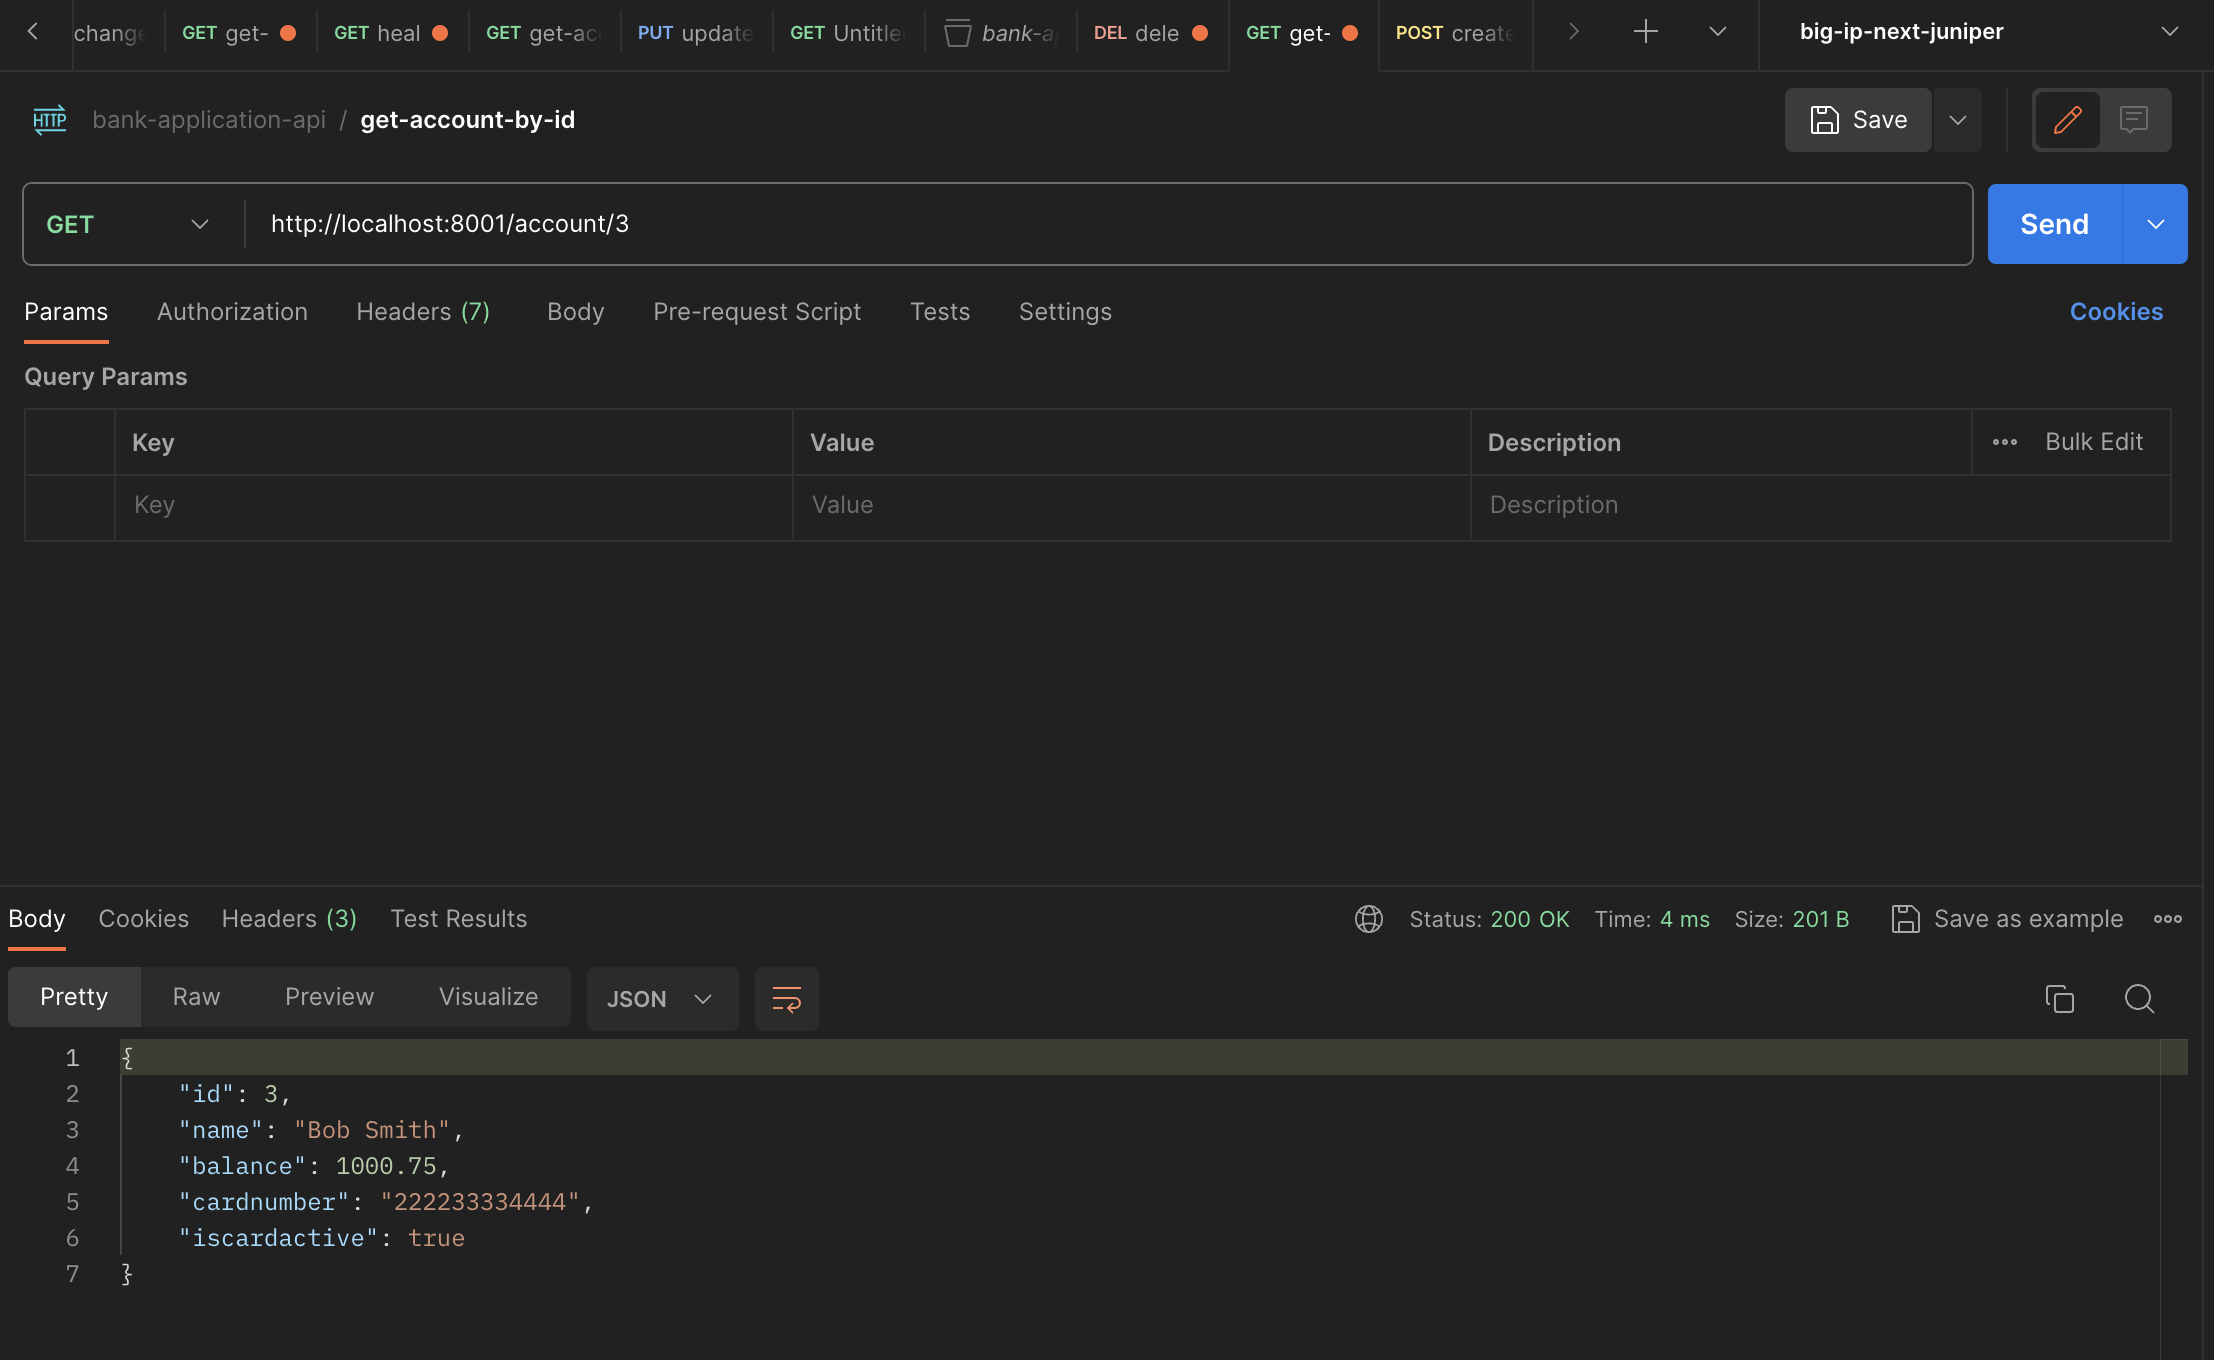 change GET get- GET heal GET get-acc PUT update GET Untitle bank-a DEL dele GET get- POST create big-ip-next-juniper
HTTP bank-application-api / get-account-by-id Save
GET http://localhost:8001/account/3 Send
Params Authorization Headers (7) Body Pre-request Script Tests Settings Cookies
Query Params
Key Value Description Bulk Edit
Key Value Description
Body Cookies Headers (3) Test Results Status: 200 OK Time: 4 ms Size: 201 B Save as example
Pretty Raw Preview Visualize JSON
1 {
2 "id": 3,
3 "name": "Bob Smith",
4 "balance": 1000.75,
5 "cardnumber": "222233334444",
6 "iscardactive": true
7 }